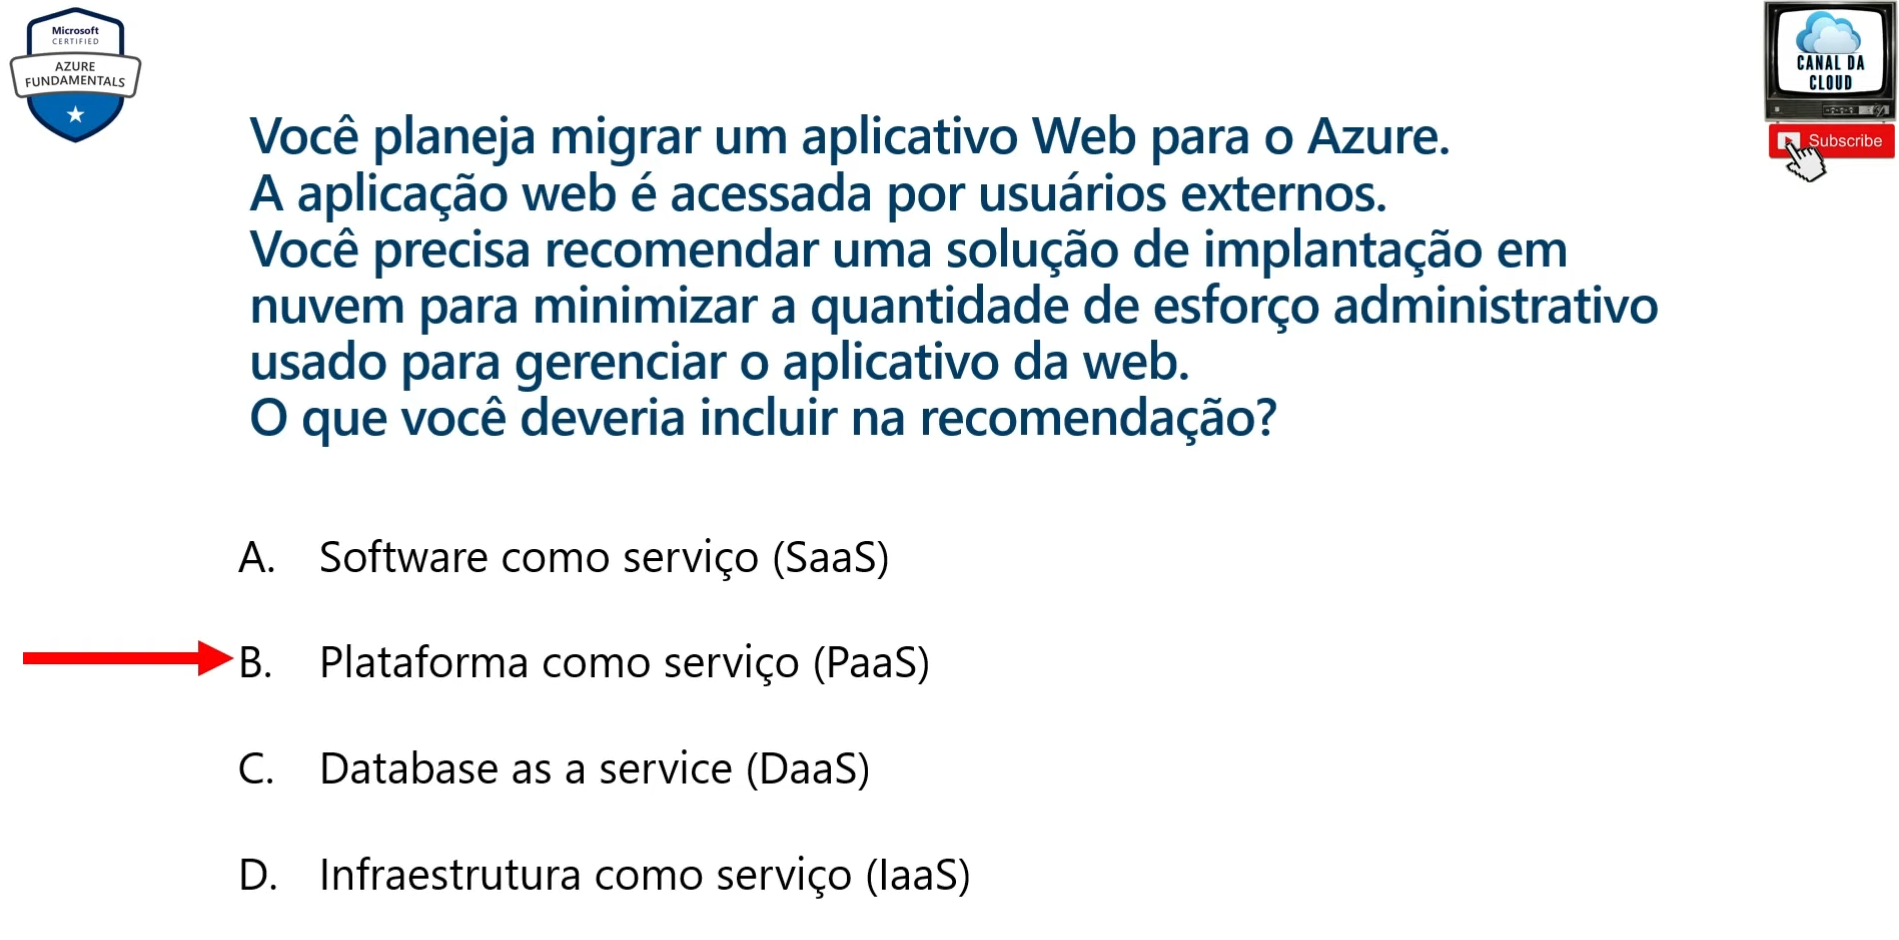 Microsoft
CERTIFIED
AZURE
FUNDAMENTALS
CANAL DA
CLOUD
Subscribe
Você planeja migrar um aplicativo Web para o Azure.
A aplicação web é acessada por usuários externos.
Você precisa recomendar uma solução de implantação em
nuvem para minimizar a quantidade de esforço administrativo
usado para gerenciar o aplicativo da web.
O que você deveria incluir na recomendação?
A. Software como serviço (SaaS)
B. Plataforma como serviço (PaaS)
C. Database as a service (DaaS)
D. Infraestrutura como serviço (IaaS)